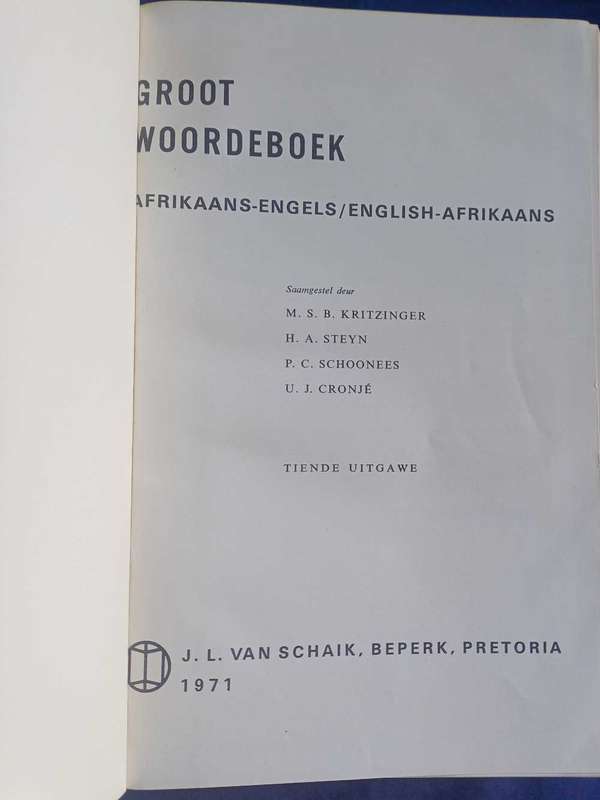 GROOT
WOORDEBOEK
AFRIKAANS-ENGELS/ENGLISH-AFRIKAANS
Saamgestel deur
M. S. B. KRITZINGER
H. A. STEYN
P. C. SCHOONEES
U. J. CRONJÉ
TIENDE UITGAWE
J. L. VAN SCHAIK, BEPERK, PRETORIA
1971